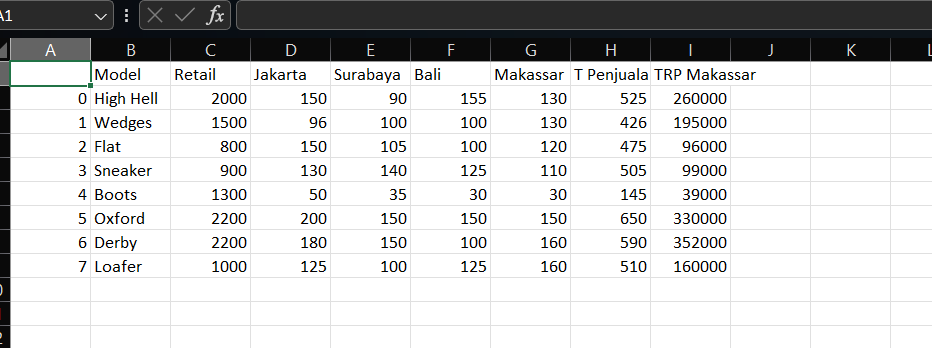 A1 fx
A B C D E F G H I J K L
Model Retail Jakarta Surabaya Bali Makassar T Penjuala TRP Makassar
0 High Hell 2000 150 90 155 130 525 260000
1 Wedges 1500 96 100 100 130 426 195000
2 Flat 800 150 105 100 120 475 96000
3 Sneaker 900 130 140 125 110 505 99000
4 Boots 1300 50 35 30 30 145 39000
5 Oxford 2200 200 150 150 150 650 330000
6 Derby 2200 180 150 100 160 590 352000
7 Loafer 1000 125 100 125 160 510 160000